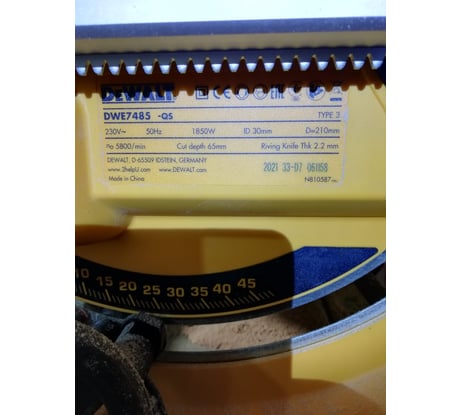 DEWALT
DWE7485 -QS TYPE 3
230V~ 50Hz 1850W ID 30mm D=210mm
n₀ 5800/min Cut depth 65mm Riving Knife Thk 2.2 mm
DEWALT, D-65509 IDSTEIN, GERMANY
www.2helpU.com www.DEWALT.com 2021 33-07
Made in China N810587
10 15 20 25 30 35 40 45